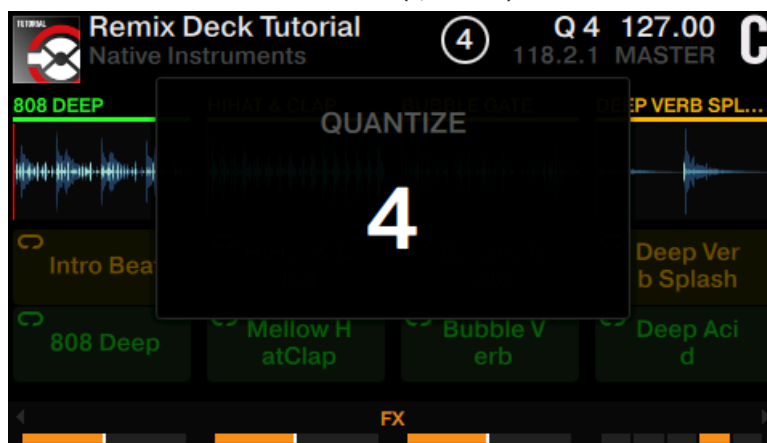 TUTORIAL
Remix Deck Tutorial
Native Instruments
4
Q 4 127.00
118.2.1 MASTER
C
808 DEEP
HIHAT & CLAP
BUBBLE GATE
DEEP VERB SPL...
QUANTIZE
4
Intro Bea
Deep Ver
b Splash
808 Deep
Mellow H
atClap
Bubble V
erb
Deep Aci
d
FX